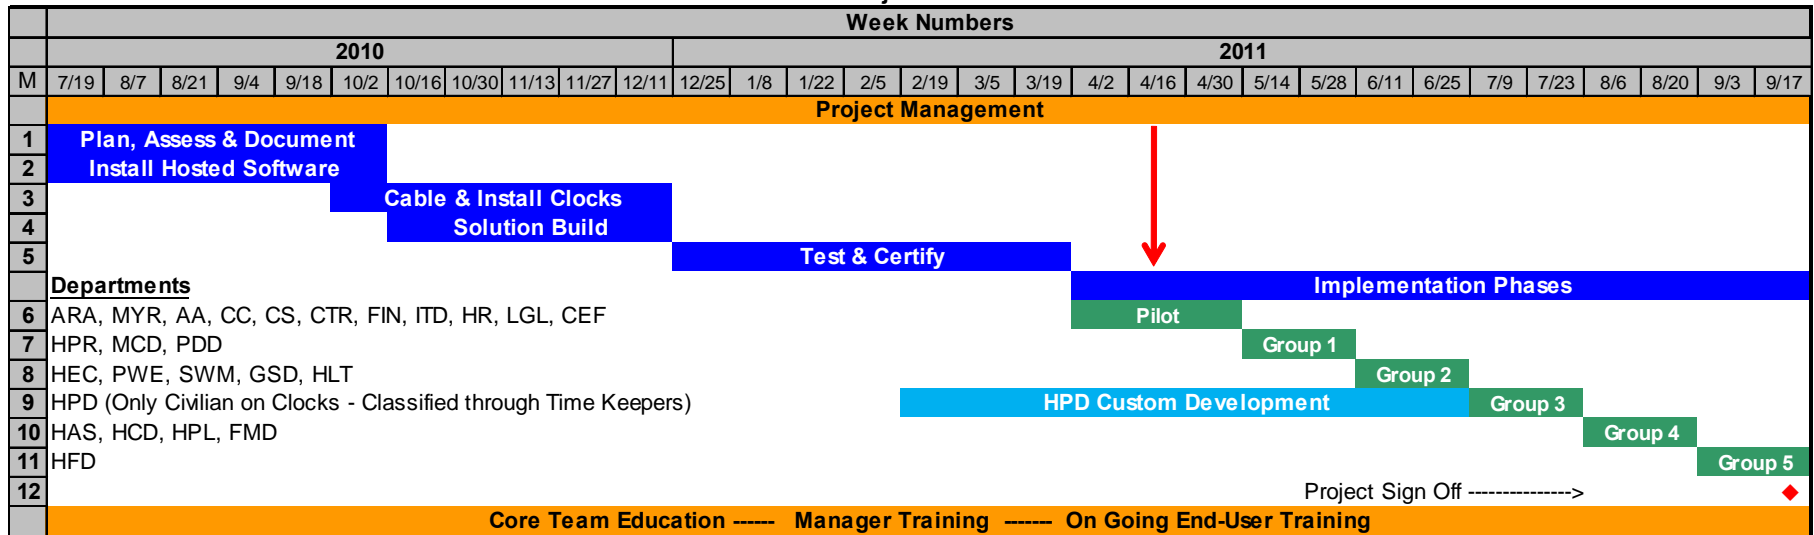 Week Numbers
2010 2011
M 7/19 8/7 8/21 9/4 9/18 10/2 10/16 10/30 11/13 11/27 12/11 12/25 1/8 1/22 2/5 2/19 3/5 3/19 4/2 4/16 4/30 5/14 5/28 6/11 6/25 7/9 7/23 8/6 8/20 9/3 9/17
Project Management
1 Plan, Assess & Document
2 Install Hosted Software
3 Cable & Install Clocks
4 Solution Build
5 Test & Certify
Departments Implementation Phases
6 ARA, MYR, AA, CC, CS, CTR, FIN, ITD, HR, LGL, CEF Pilot
7 HPR, MCD, PDD Group 1
8 HEC, PWE, SWM, GSD, HLT Group 2
9 HPD (Only Civilian on Clocks - Classified through Time Keepers) HPD Custom Development Group 3
10 HAS, HCD, HPL, FMD Group 4
11 HFD Group 5
12 Project Sign Off --------------->
Core Team Education ------ Manager Training ------- On Going End-User Training